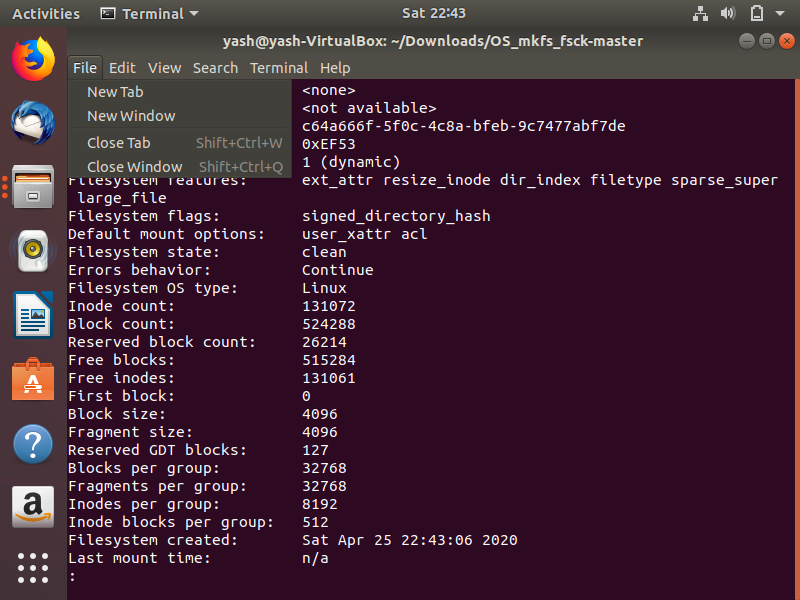 Activities Terminal Sat 22:43
yash@yash-VirtualBox: ~/Downloads/OS_mkfs_fsck-master
File Edit View Search Terminal Help
New Tab
New Window
Close Tab Shift+Ctrl+W
Close Window Shift+Ctrl+Q
<none>
<not available>
c64a666f-5f0c-4c8a-bfeb-9c7477abf7de
0xEF53
1 (dynamic)
Filesystem features: ext_attr resize_inode dir_index filetype sparse_super
large_file
Filesystem flags: signed_directory_hash
Default mount options: user_xattr acl
Filesystem state: clean
Errors behavior: Continue
Filesystem OS type: Linux
Inode count: 131072
Block count: 524288
Reserved block count: 26214
Free blocks: 515284
Free inodes: 131061
First block: 0
Block size: 4096
Fragment size: 4096
Reserved GDT blocks: 127
Blocks per group: 32768
Fragments per group: 32768
Inodes per group: 8192
Inode blocks per group: 512
Filesystem created: Sat Apr 25 22:43:06 2020
Last mount time: n/a
: